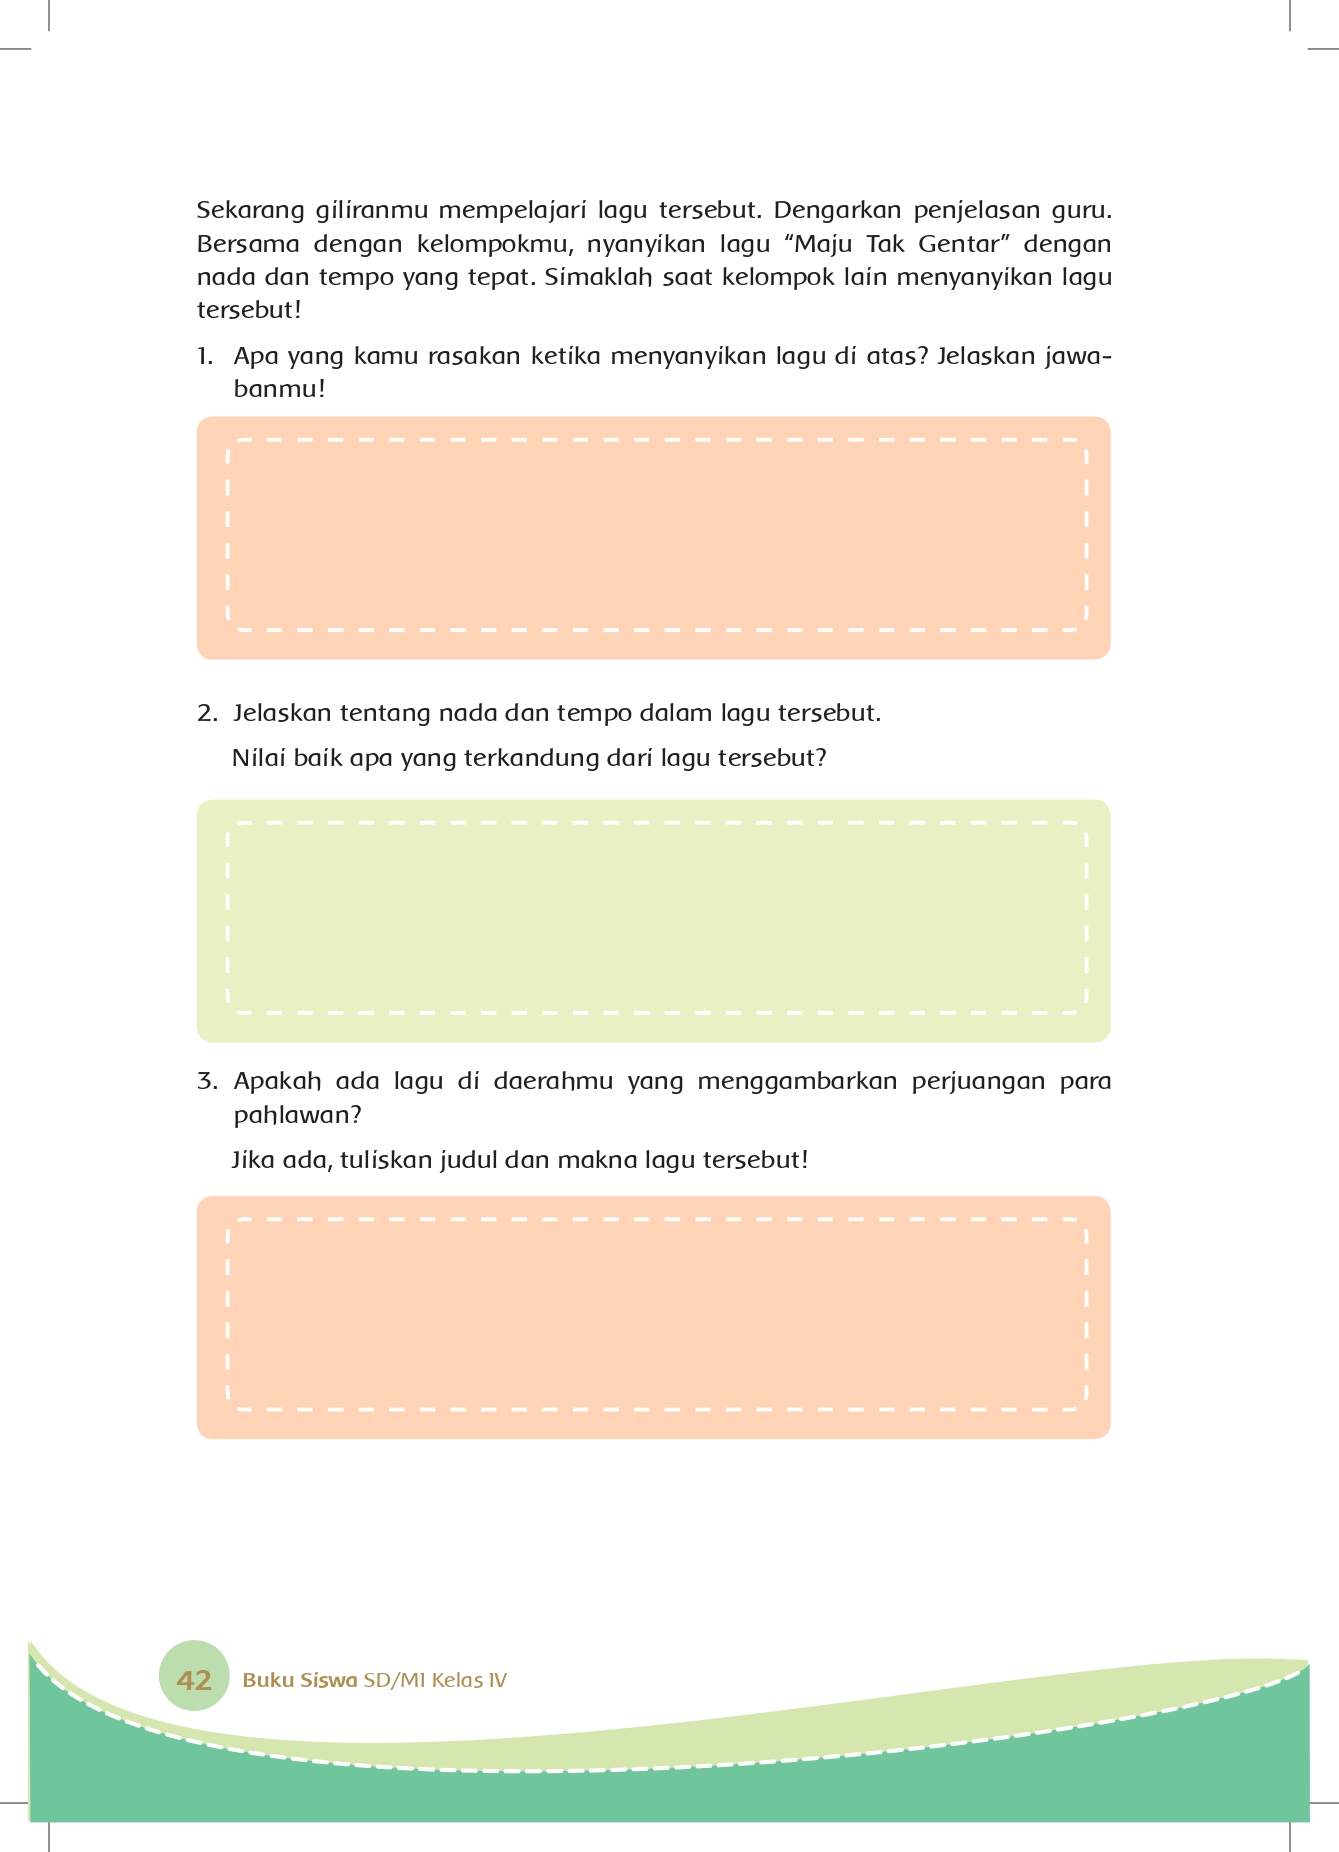 Sekarang giliranmu mempelajari lagu tersebut. Dengarkan penjelasan guru.
Bersama dengan kelompokmu, nyanyikan lagu “Maju Tak Gentar” dengan
nada dan tempo yang tepat. Simaklah saat kelompok lain menyanyikan lagu
tersebut!
1. Apa yang kamu rasakan ketika menyanyikan lagu di atas? Jelaskan jawa-
banmu!
2. Jelaskan tentang nada dan tempo dalam lagu tersebut.
Nilai baik apa yang terkandung dari lagu tersebut?
3. Apakah ada lagu di daerahmu yang menggambarkan perjuangan para
pahlawan?
Jika ada, tuliskan judul dan makna lagu tersebut!
42 Buku Siswa SD/MI Kelas IV